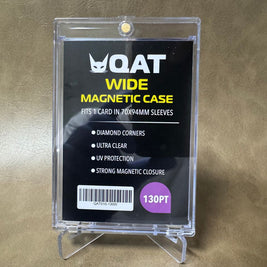 QAT
WIDE
MAGNETIC CASE
FITS 1 CARD IN 70X94MM SLEEVES
• DIAMOND CORNERS
• ULTRA CLEAR
• UV PROTECTION
• STRONG MAGNETIC CLOSURE
130PT